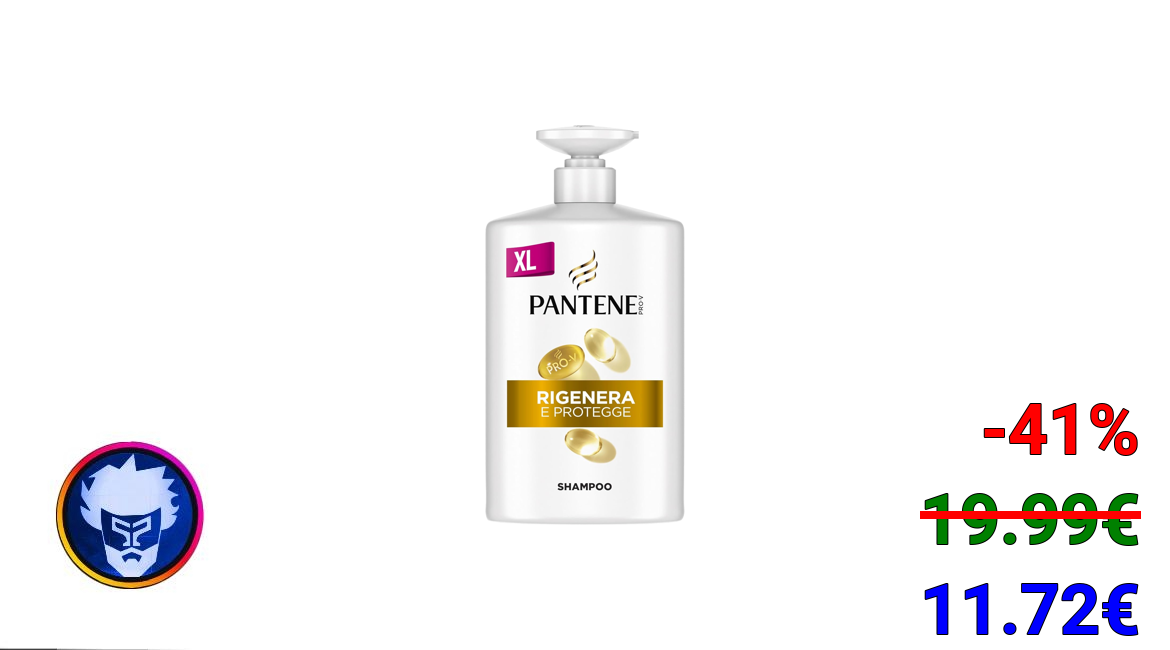 XL
PANTENE PRO-V
PRO-V
RIGENERA
E PROTEGGE
SHAMPOO
-41%
19.99€
11.72€